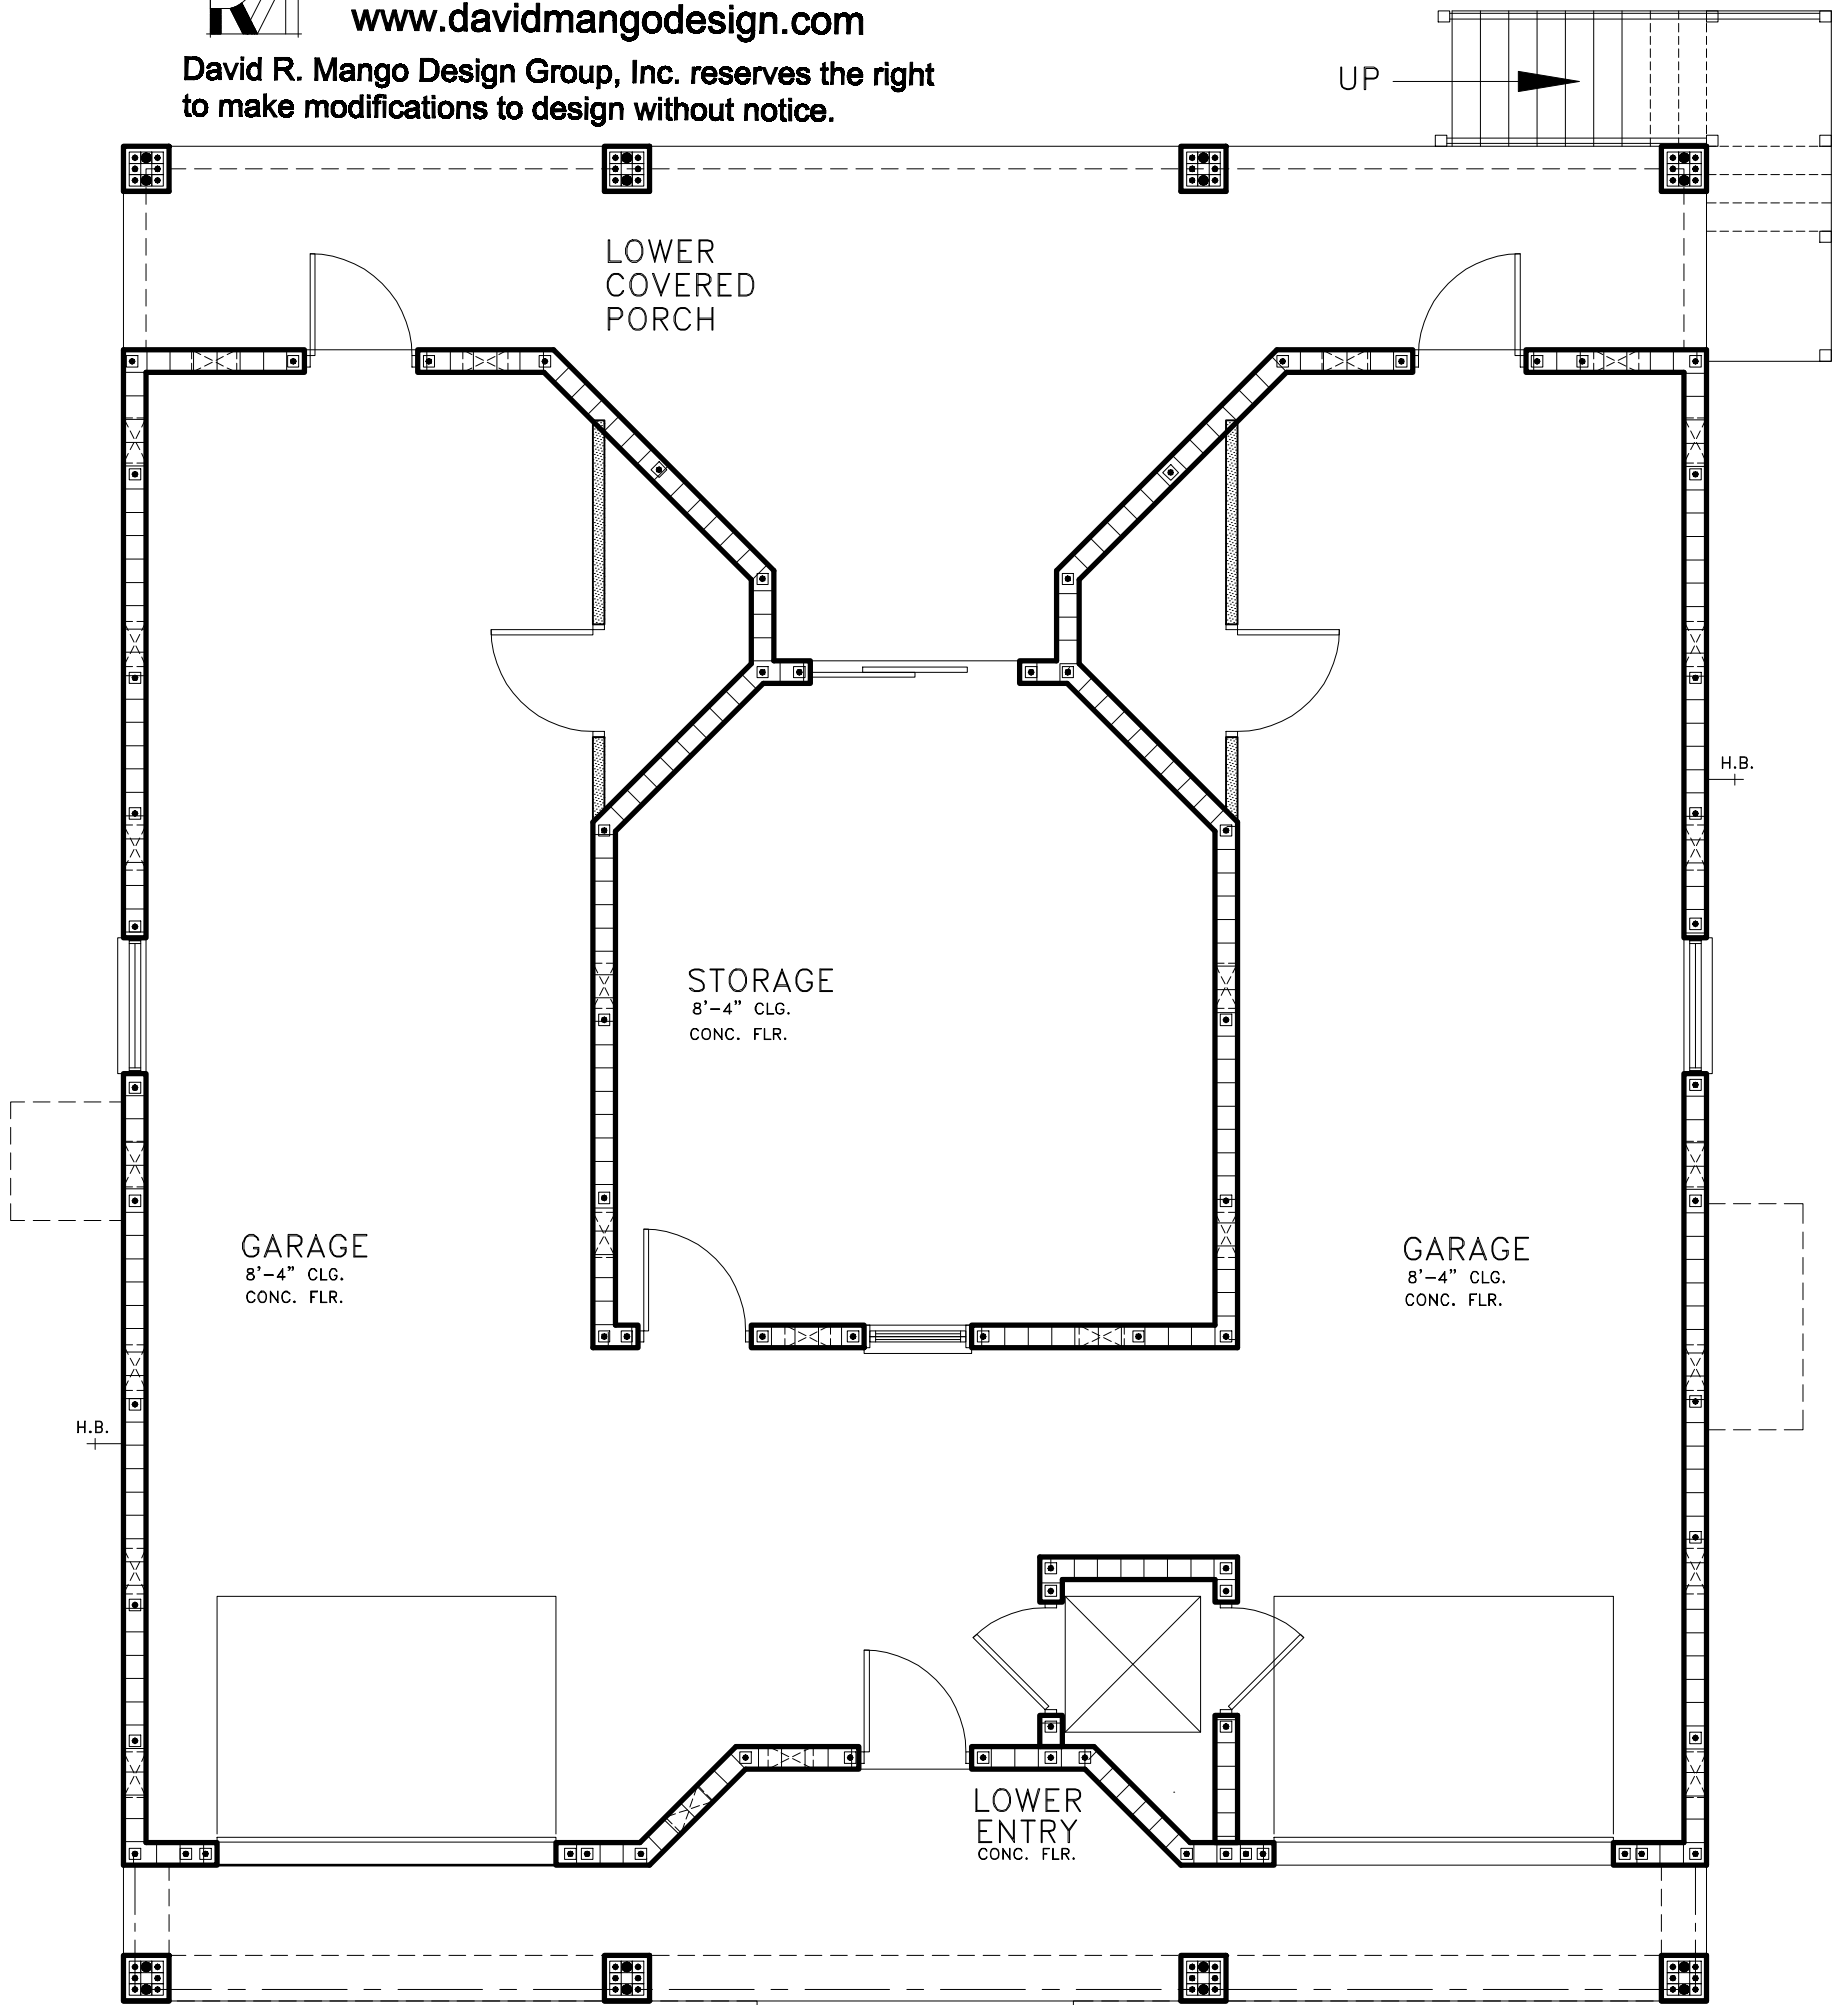 www.davidmangodesign.com
David R. Mango Design Group, Inc. reserves the right
to make modifications to design without notice.
UP
LOWER
COVERED
PORCH
H.B.
STORAGE
8'-4" CLG.
CONC. FLR.
GARAGE
8'-4" CLG.
CONC. FLR.
GARAGE
8'-4" CLG.
CONC. FLR.
H.B.
LOWER
ENTRY
CONC. FLR.